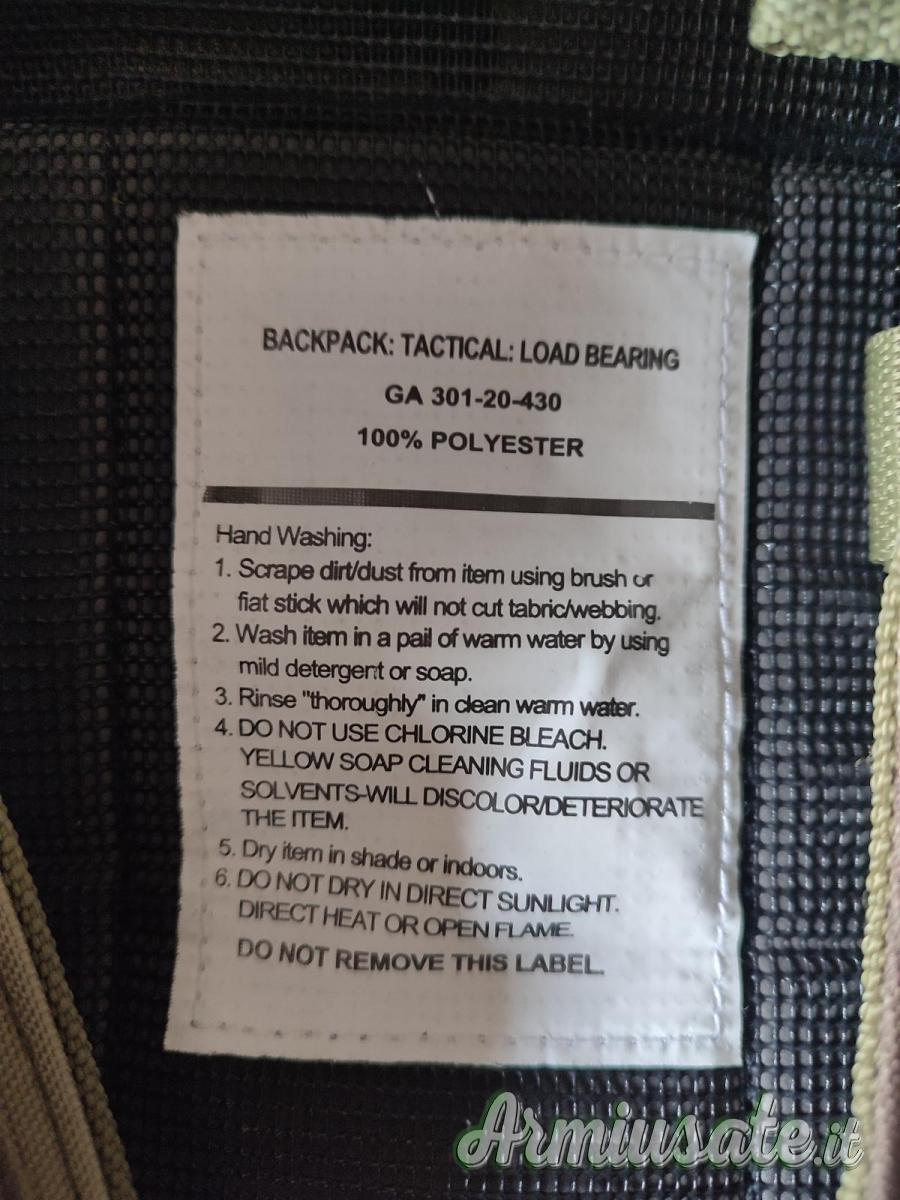 BACKPACK: TACTICAL: LOAD BEARING
GA 301-20-430
100% POLYESTER
Hand Washing:
1. Scrape dirt/dust from item using brush or
fiat stick which will not cut tabric/webbing.
2. Wash item in a pail of warm water by using
mild detergent or soap.
3. Rinse "thoroughly" in clean warm water.
4. DO NOT USE CHLORINE BLEACH.
YELLOW SOAP CLEANING FLUIDS OR
SOLVENTS-WILL DISCOLOR/DETERIORATE
THE ITEM.
5. Dry item in shade or indoors.
6. DO NOT DRY IN DIRECT SUNLIGHT.
DIRECT HEAT OR OPEN FLAME.
DO NOT REMOVE THIS LABEL.
Armiusate.it